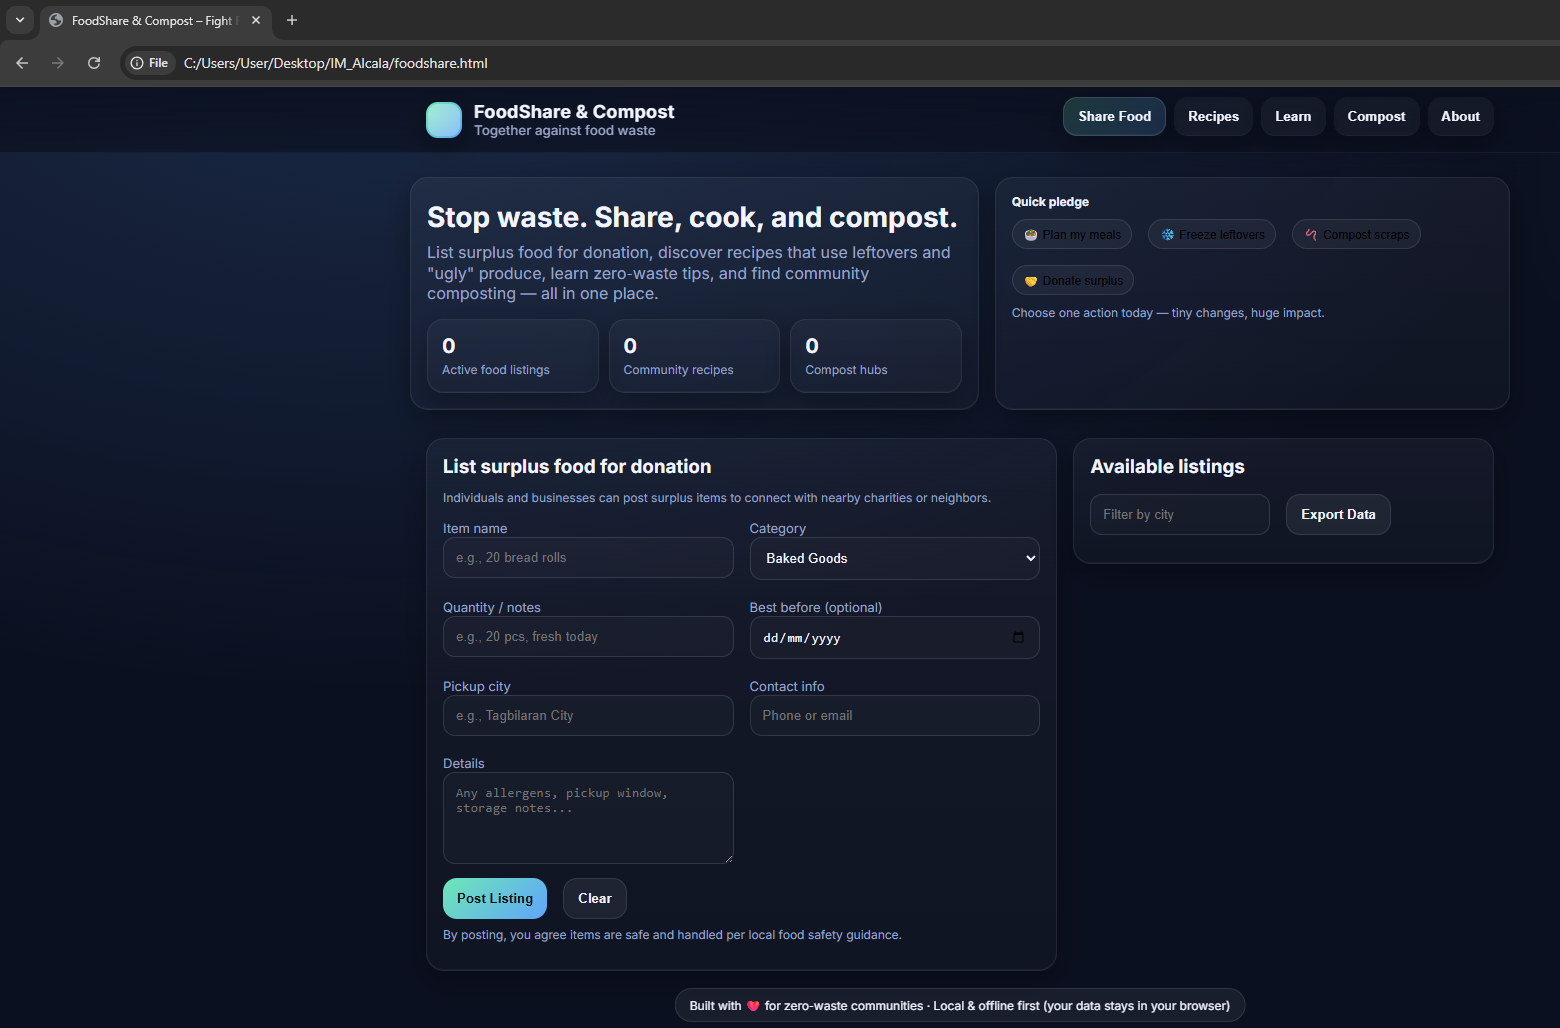 FoodShare & Compost – Fight
File
C:/Users/User/Desktop/IM_Alcala/foodshare.html
FoodShare & Compost
Together against food waste
Share Food
Recipes
Learn
Compost
About
Stop waste. Share, cook, and compost.
List surplus food for donation, discover recipes that use leftovers and
"ugly" produce, learn zero-waste tips, and find community
composting — all in one place.
0
Active food listings
0
Community recipes
0
Compost hubs
Quick pledge
Plan my meals
Freeze leftovers
Compost scraps
Donate surplus
Choose one action today — tiny changes, huge impact.
List surplus food for donation
Individuals and businesses can post surplus items to connect with nearby charities or neighbors.
Item name
e.g., 20 bread rolls
Category
Baked Goods
Quantity / notes
e.g., 20 pcs, fresh today
Best before (optional)
dd/mm/yyyy
Pickup city
e.g., Tagbilaran City
Contact info
Phone or email
Details
Any allergens, pickup window,
storage notes...
Post Listing
Clear
By posting, you agree items are safe and handled per local food safety guidance.
Available listings
Filter by city
Export Data
Built with ❤️ for zero-waste communities · Local & offline first (your data stays in your browser)